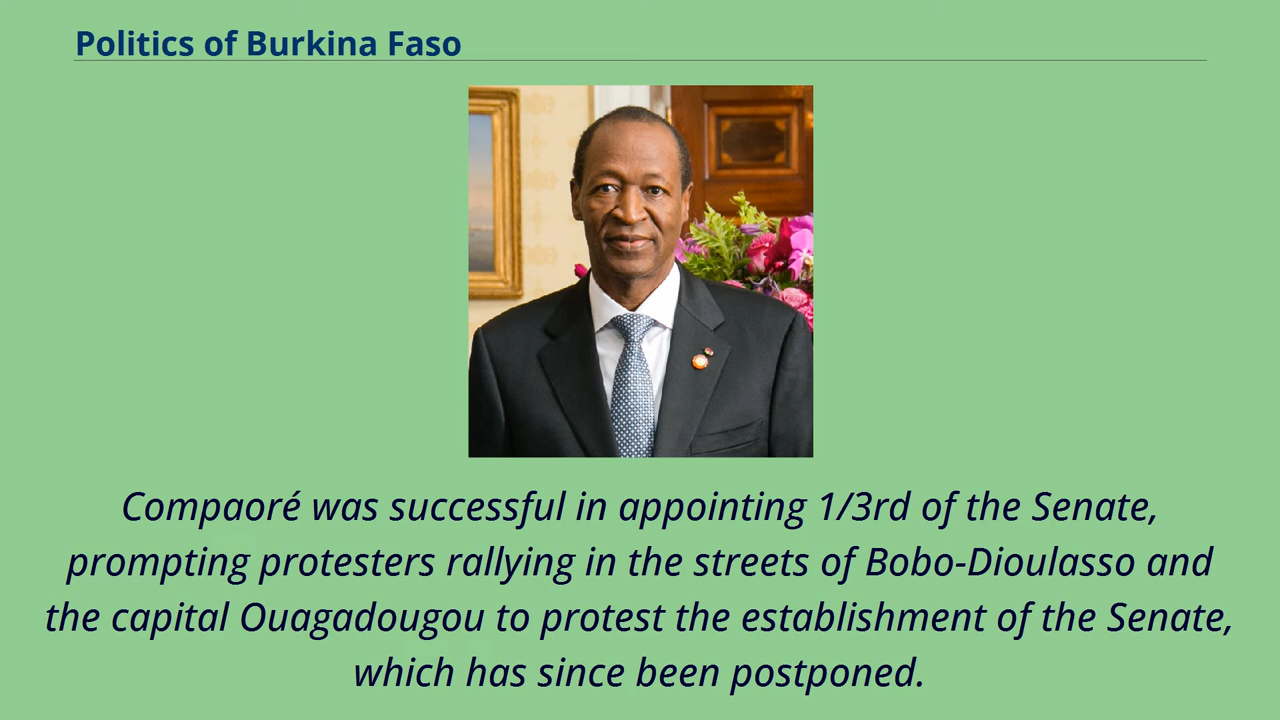 Politics of Burkina Faso
Compaoré was successful in appointing 1/3rd of the Senate,
prompting protesters rallying in the streets of Bobo-Dioulasso and
the capital Ouagadougou to protest the establishment of the Senate,
which has since been postponed.